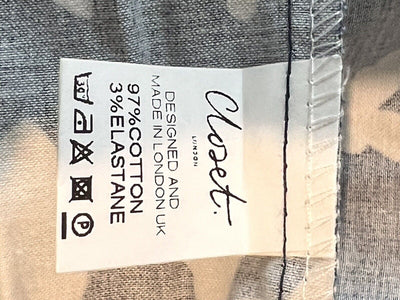 Closet.
LONDON
DESIGNED AND
MADE IN LONDON UK
97%COTTON
3%ELASTANE
P